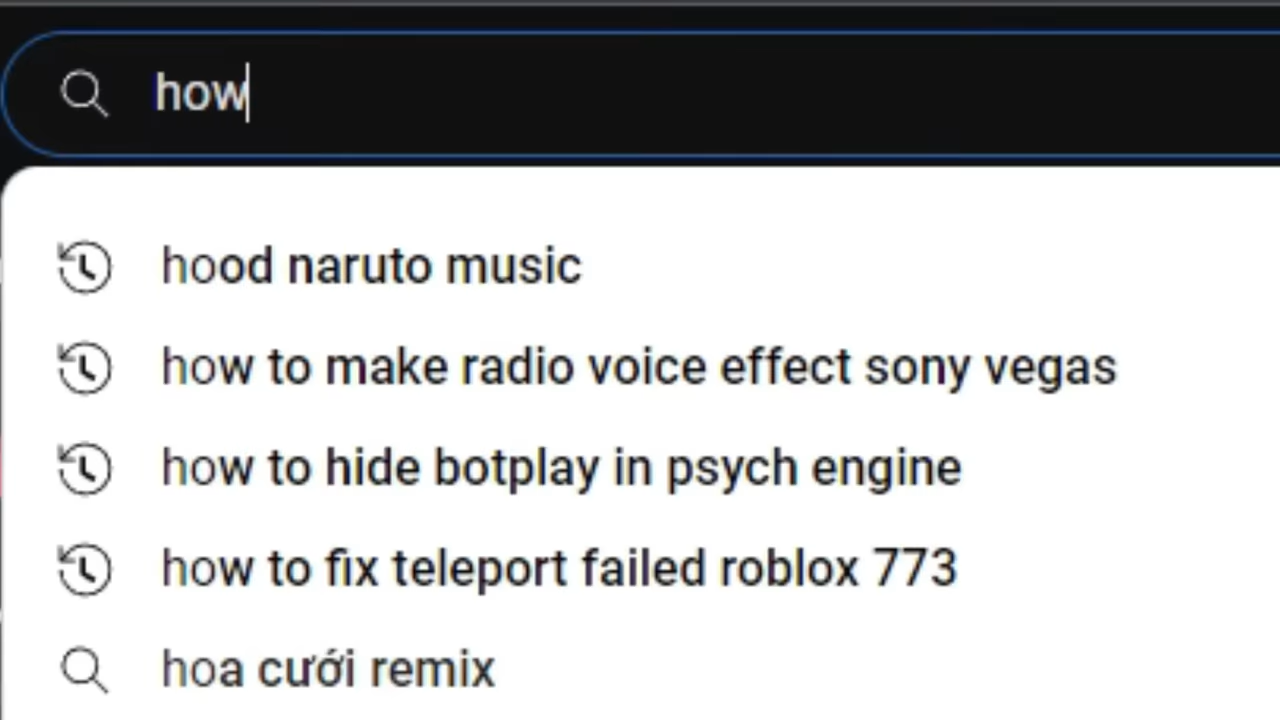 how
hood naruto music
how to make radio voice effect sony vegas
how to hide botplay in psych engine
how to fix teleport failed roblox 773
hoa cưới remix